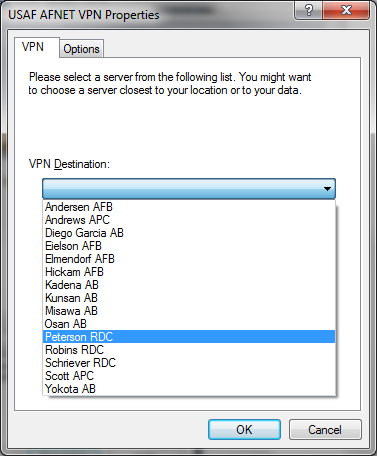 USAF AFNET VPN Properties
VPN
Options
Please select a server from the following list. You might want
to choose a server closest to your location or to your data.
VPN Destination:
Andersen AFB
Andrews APC
Diego Garcia AB
Eielson AFB
Elmendorf AFB
Hickam AFB
Kadena AB
Kunsan AB
Misawa AB
Osan AB
Peterson RDC
Robins RDC
Schriever RDC
Scott APC
Yokota AB
OK
Cancel